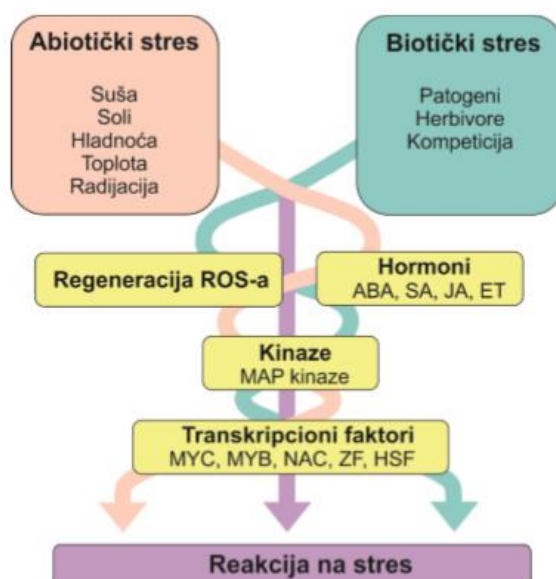 Abiotički stres
Suša
Soli
Hladnoća
Toplota
Radijacija
Biotički stres
Patogeni
Herbivore
Kompeticija
Regeneracija ROS-a
Hormoni
ABA, SA, JA, ET
Kinaze
MAP kinaze
Transkripcioni faktori
MYC, MYB, NAC, ZF, HSF
Reakcija na stres